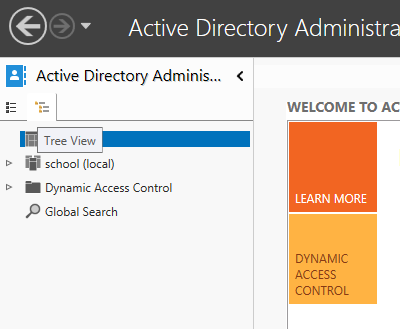 Active Directory Administra
Active Directory Adminis...
Tree View
school (local)
Dynamic Access Control
Global Search
WELCOME TO AC
LEARN MORE
DYNAMIC
ACCESS
CONTROL